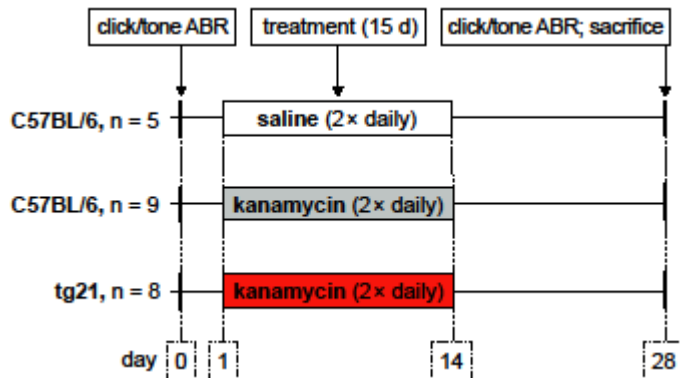 click/tone ABR
treatment (15 d)
click/tone ABR; sacrifice
C57BL/6, n = 5
saline (2× daily)
C57BL/6, n = 9
kanamycin (2× daily)
tg21, n = 8
kanamycin (2× daily)
day 0 1 14 28